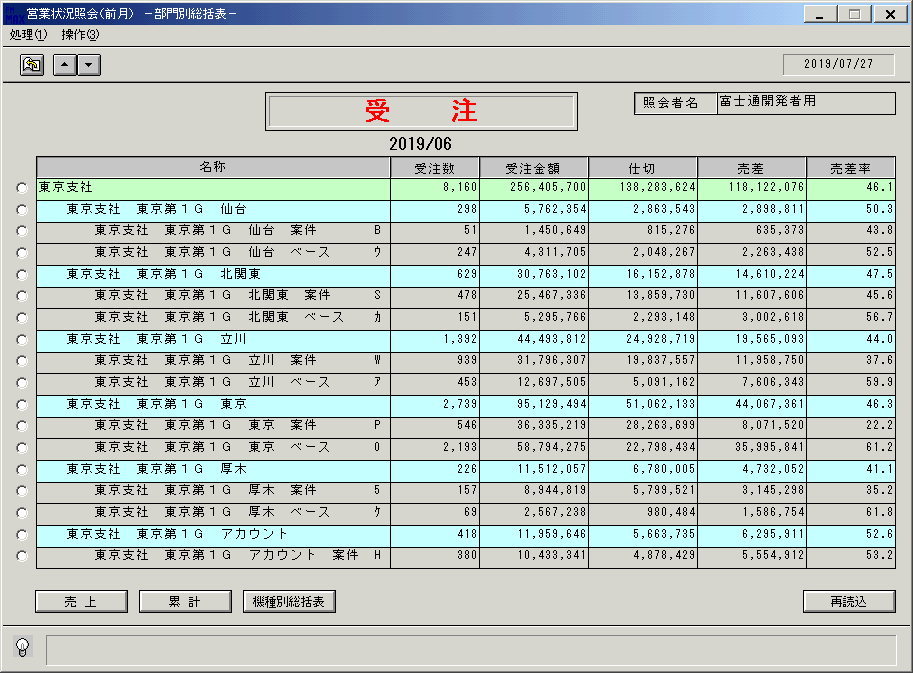 営業状況照会(前月) －部門別総括表－
処理(1) 操作(3)
2019/07/27
受 注
照会者名 富士通開発者用
2019/06
名称 受注数 受注金額 仕切 売差 売差率
東京支社 8,160 256,405,700 138,283,624 118,122,076 46.1
東京支社 東京第１Ｇ 仙台 298 5,762,354 2,863,543 2,898,811 50.3
東京支社 東京第１Ｇ 仙台 案件 B 51 1,450,649 815,276 635,373 43.8
東京支社 東京第１Ｇ 仙台 ベース ｳ 247 4,311,705 2,048,267 2,263,438 52.5
東京支社 東京第１Ｇ 北関東 629 30,763,102 16,152,878 14,610,224 47.5
東京支社 東京第１Ｇ 北関東 案件 S 478 25,467,336 13,859,730 11,607,606 45.6
東京支社 東京第１Ｇ 北関東 ベース ｶ 151 5,295,766 2,293,148 3,002,618 56.7
東京支社 東京第１Ｇ 立川 1,392 44,493,812 24,928,719 19,565,093 44.0
東京支社 東京第１Ｇ 立川 案件 W 939 31,796,307 19,837,557 11,958,750 37.6
東京支社 東京第１Ｇ 立川 ベース ｱ 453 12,697,505 5,091,162 7,606,343 59.9
東京支社 東京第１Ｇ 東京 2,739 95,129,494 51,062,133 44,067,361 46.3
東京支社 東京第１Ｇ 東京 案件 P 546 36,335,219 28,263,699 8,071,520 22.2
東京支社 東京第１Ｇ 東京 ベース 0 2,193 58,794,275 22,798,434 35,995,841 61.2
東京支社 東京第１Ｇ 厚木 226 11,512,057 6,780,005 4,732,052 41.1
東京支社 東京第１Ｇ 厚木 案件 5 157 8,944,819 5,799,521 3,145,298 35.2
東京支社 東京第１Ｇ 厚木 ベース ｹ 69 2,567,238 980,484 1,586,754 61.8
東京支社 東京第１Ｇ アカウント 418 11,959,646 5,663,735 6,295,911 52.6
東京支社 東京第１Ｇ アカウント 案件 H 380 10,433,341 4,878,429 5,554,912 53.2
売 上 累 計 機種別総括表 再読込